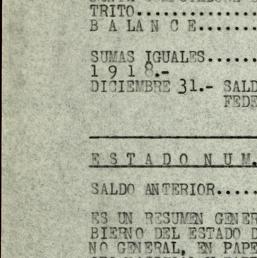 TRITO..............
B A L A N C E........
SUMAS IGUALES......
1 9 1 8.-
DICIEMBRE 31.- SALD
FEDE
E S T A D O  N U M.
SALDO ANTERIOR.....
ES UN RESUMEN GENER
BIERNO DEL ESTADO D
NO GENERAL, EN PAPE